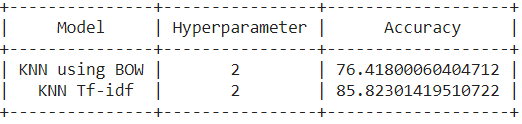 Model | Hyperparameter | Accuracy
KNN using BOW | 2 | 76.41800060404712
KNN Tf-idf | 2 | 85.82301419510722